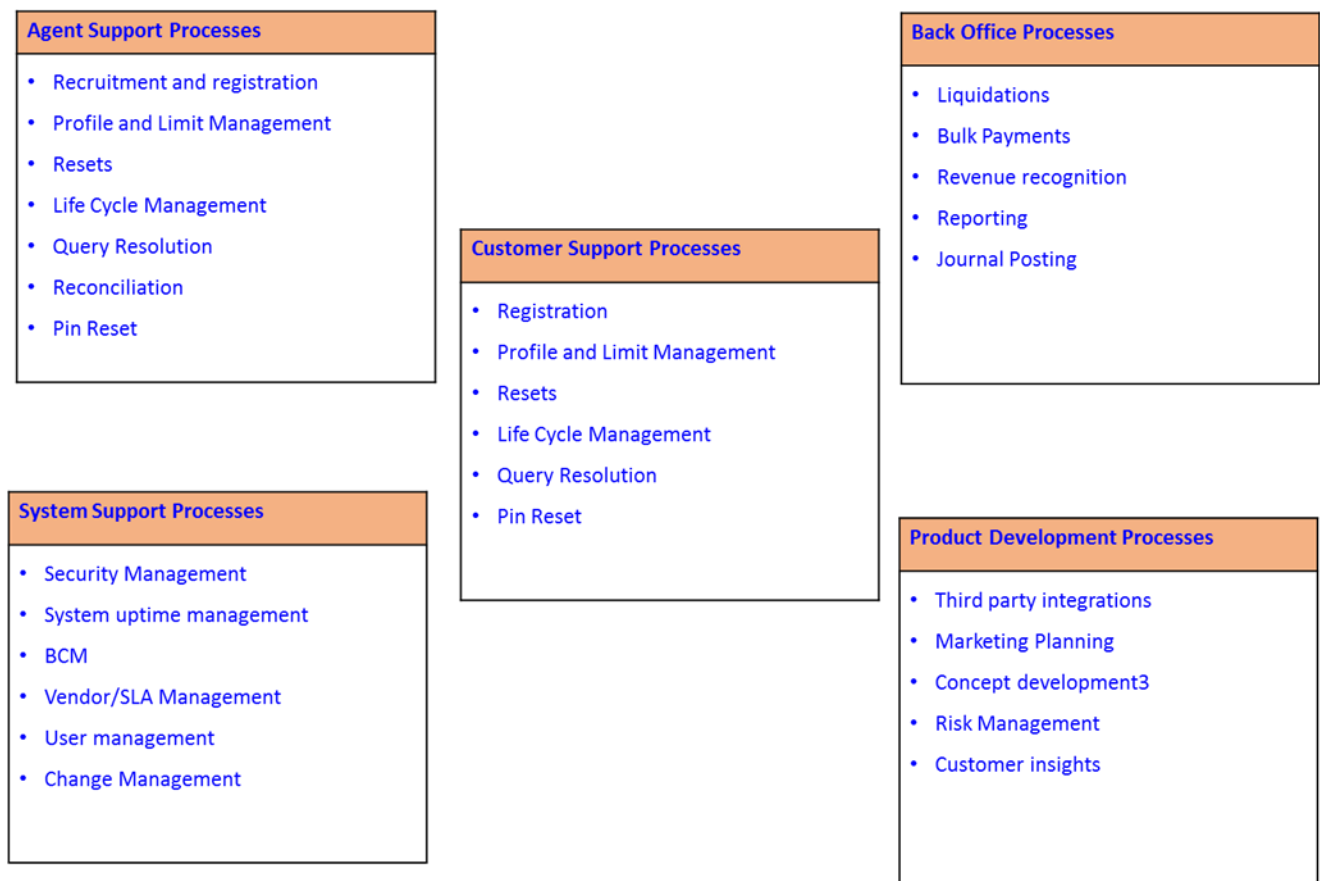 Agent Support Processes
• Recruitment and registration
• Profile and Limit Management
• Resets
• Life Cycle Management
• Query Resolution
• Reconciliation
• Pin Reset
Back Office Processes
• Liquidations
• Bulk Payments
• Revenue recognition
• Reporting
• Journal Posting
Customer Support Processes
• Registration
• Profile and Limit Management
• Resets
• Life Cycle Management
• Query Resolution
• Pin Reset
System Support Processes
• Security Management
• System uptime management
• BCM
• Vendor/SLA Management
• User management
• Change Management
Product Development Processes
• Third party integrations
• Marketing Planning
• Concept development3
• Risk Management
• Customer insights